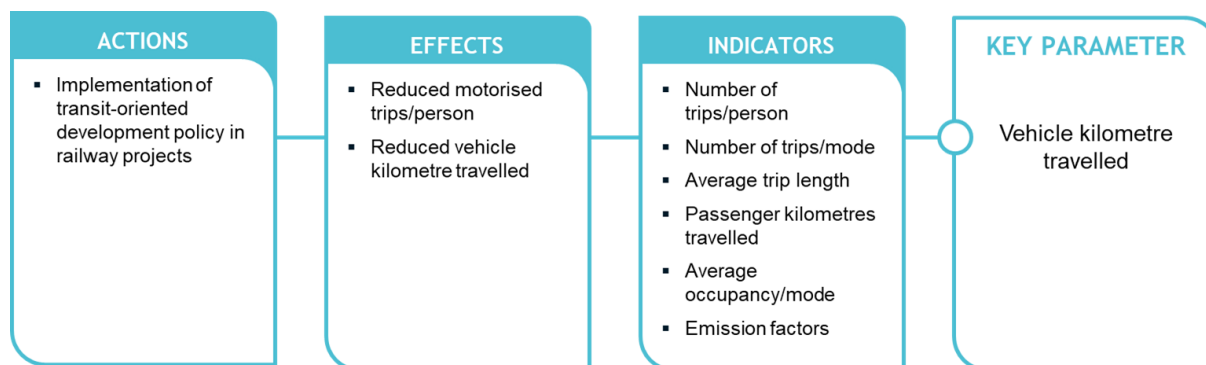 ACTIONS
▪ Implementation of
transit-oriented
development policy in
railway projects
EFFECTS
▪ Reduced motorised
trips/person
▪ Reduced vehicle
kilometre travelled
INDICATORS
▪ Number of
trips/person
▪ Number of trips/mode
▪ Average trip length
▪ Passenger kilometres
travelled
▪ Average
occupancy/mode
▪ Emission factors
KEY PARAMETER
Vehicle kilometre
travelled